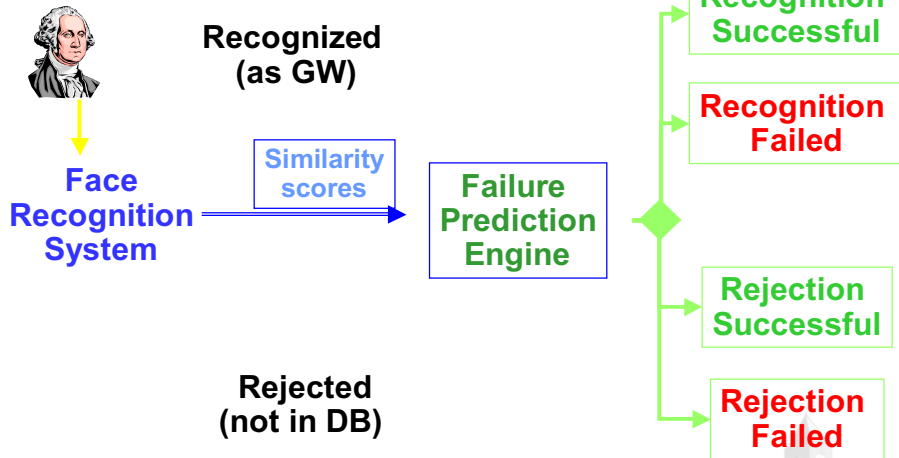 Recognized
(as GW)
Face
Recognition
System
Similarity
scores
Failure
Prediction
Engine
Rejected
(not in DB)
Recognition
Successful
Recognition
Failed
Rejection
Successful
Rejection
Failed